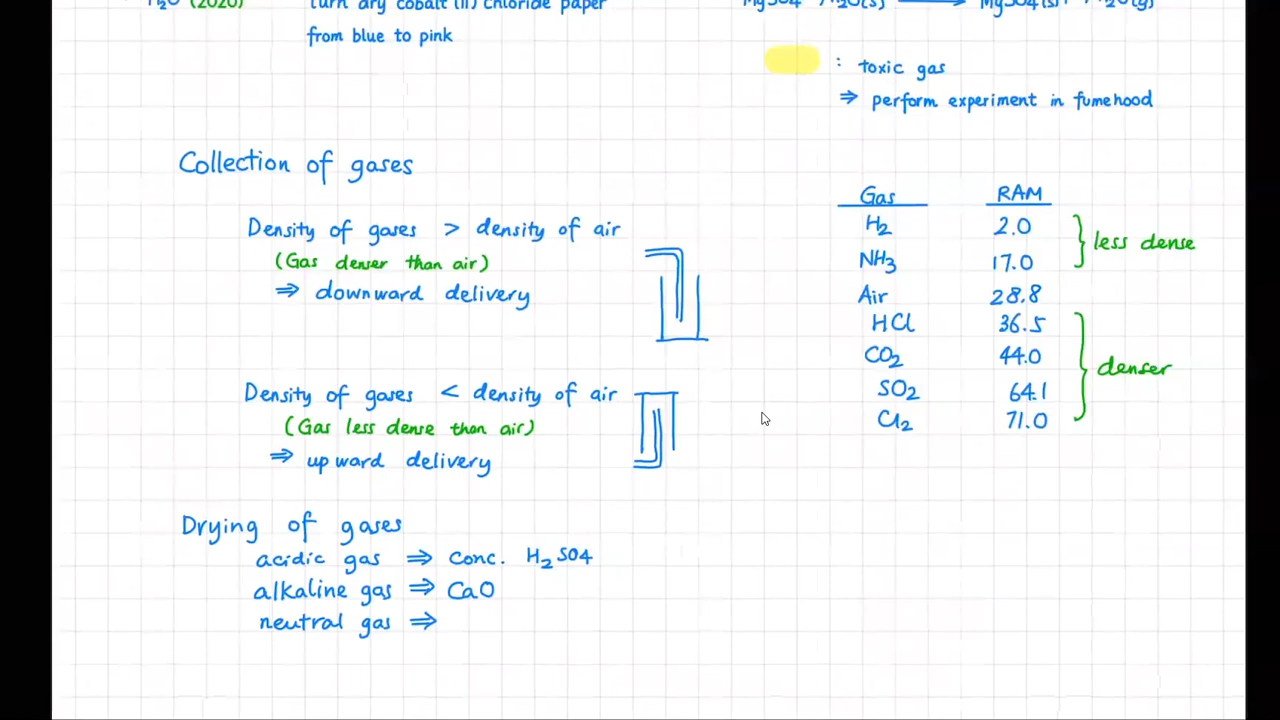 H₂O (2020)
turn dry cobalt (II) chloride paper
from blue to pink
: toxic gas
⇒ perform experiment in fumehood
Collection of gases
Density of gases > density of air
(Gas denser than air)
⇒ downward delivery
Density of gases < density of air
(Gas less dense than air)
⇒ upward delivery
Gas RAM
H₂ 2.0
NH₃ 17.0
less dense
Air 28.8
HCl 36.5
CO₂ 44.0
denser
SO₂ 64.1
Cl₂ 71.0
Drying of gases
acidic gas ⇒ conc. H₂SO₄
alkaline gas ⇒ CaO
neutral gas ⇒